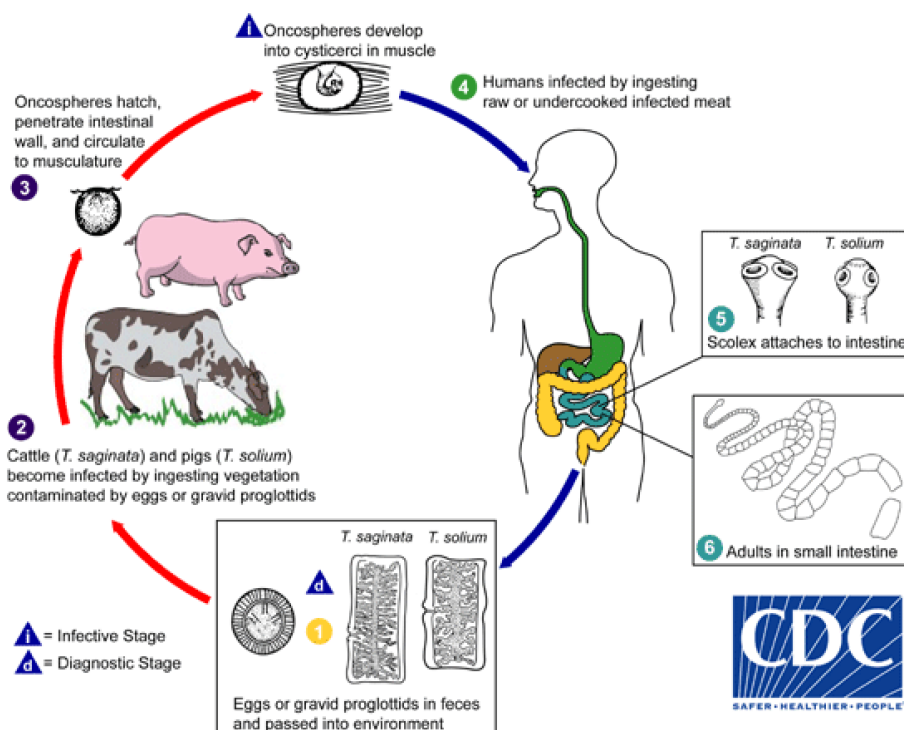 i
Oncospheres develop
into cysticerci in muscle
4
Humans infected by ingesting
raw or undercooked infected meat
Oncospheres hatch,
penetrate intestinal
wall, and circulate
to musculature
3
T. saginata
T. solium
5
Scolex attaches to intestine
2
Cattle (T. saginata) and pigs (T. solium)
become infected by ingesting vegetation
contaminated by eggs or gravid proglottids
6
Adults in small intestine
T. saginata
T. solium
d
1
Eggs or gravid proglottids in feces
and passed into environment
i = Infective Stage
d = Diagnostic Stage
CDC
SAFER • HEALTHIER • PEOPLE